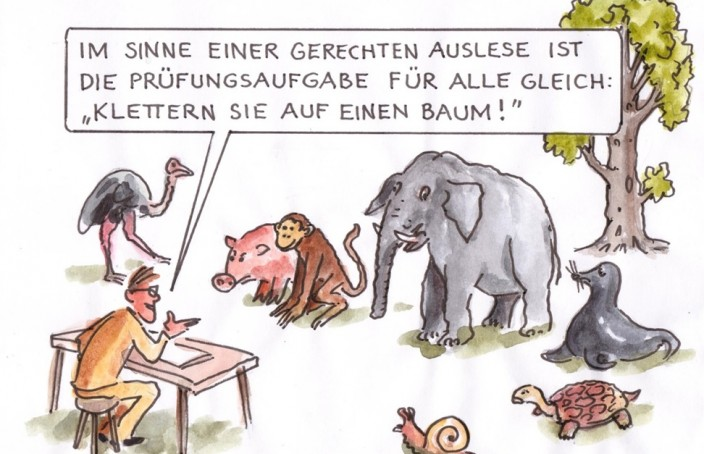 IM SINNE EINER GERECHTEN AUSLESE IST
DIE PRÜFUNGSAUFGABE FÜR ALLE GLEICH:
„KLETTERN SIE AUF EINEN BAUM!"